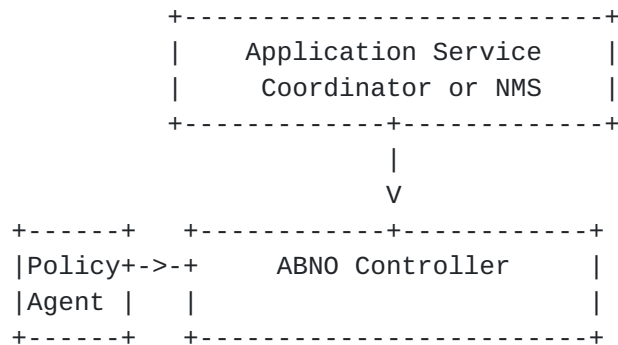 Application Service
Coordinator or NMS
Policy
Agent
ABNO Controller